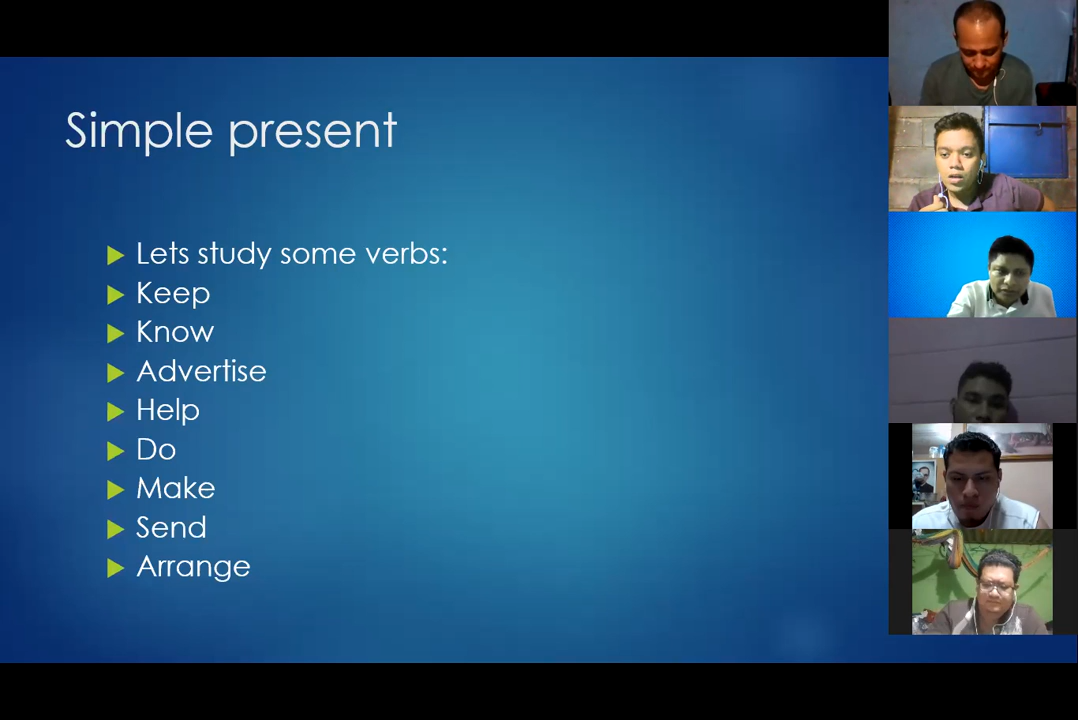 Simple present
Lets study some verbs:
Keep
Know
Advertise
Help
Do
Make
Send
Arrange